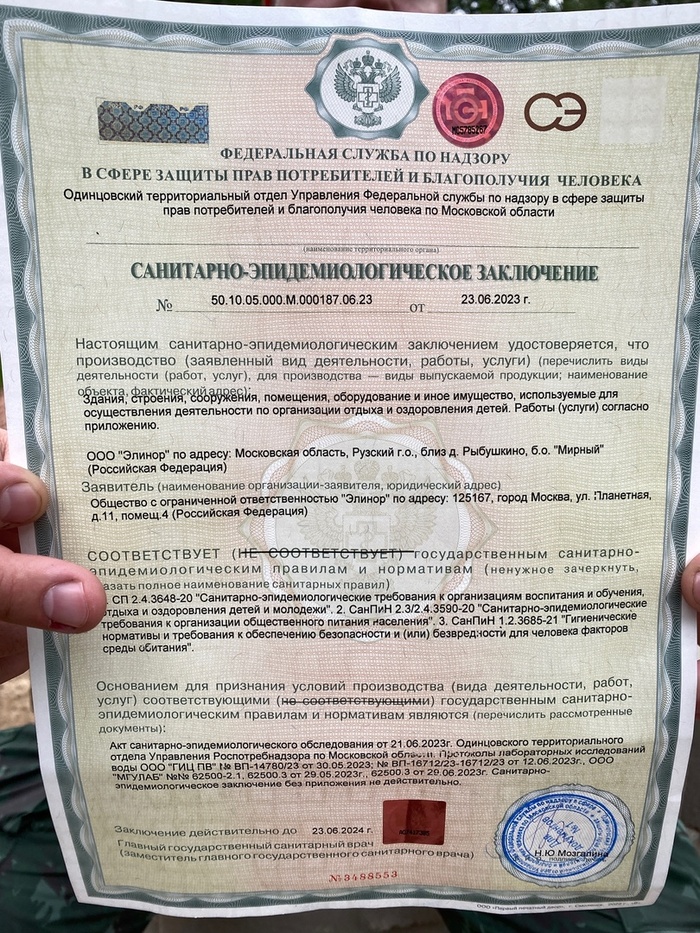 СЭ
ФЕДЕРАЛЬНАЯ СЛУЖБА ПО НАДЗОРУ
В СФЕРЕ ЗАЩИТЫ ПРАВ ПОТРЕБИТЕЛЕЙ И БЛАГОПОЛУЧИЯ ЧЕЛОВЕКА
Одинцовский территориальный отдел Управления Федеральной службы по надзору в сфере защиты
прав потребителей и благополучия человека по Московской области
(наименование территориального органа)
САНИТАРНО-ЭПИДЕМИОЛОГИЧЕСКОЕ ЗАКЛЮЧЕНИЕ
№ 50.10.05.000.М.000187.06.23 от 23.06.2023 г.
Настоящим санитарно-эпидемиологическим заключением удостоверяется, что
производство (заявленный вид деятельности, работы, услуги) (перечислить виды
деятельности (работ, услуг), для производства — виды выпускаемой продукции; наименование
объекта, фактический адрес):
Здания, строения, сооружения, помещения, оборудование и иное имущество, используемые для
осуществления деятельности по организации отдыха и оздоровления детей. Работы (услуги) согласно
приложению.
ООО "Элинор" по адресу: Московская область, Рузский г.о., близ д. Рыбушкино, б.о. "Мирный"
(Российская Федерация)
Заявитель (наименование организации-заявителя, юридический адрес)
Общество с ограниченной ответственностью "Элинор" по адресу: 125167, город Москва, ул. Планетная,
д.11, помещ.4 (Российская Федерация)
СООТВЕТСТВУЕТ (НЕ СООТВЕТСТВУЕТ) государственным санитарно-
эпидемиологическим правилам и нормативам (ненужное зачеркнуть,
азать полное наименование санитарных правил)
СП 2.4.3648-20 "Санитарно-эпидемиологические требования к организациям воспитания и обучения,
отдыха и оздоровления детей и молодежи". 2. СанПиН 2.3/2.4.3590-20 "Санитарно-эпидемиологические
требования к организации общественного питания населения". 3. СанПиН 1.2.3685-21 "Гигиенические
нормативы и требования к обеспечению безопасности и (или) безвредности для человека факторов
среды обитания".
Основанием для признания условий производства (вида деятельности, работ,
услуг) соответствующими (не соответствующими) государственным санитарно-
эпидемиологическим правилам и нормативам являются (перечислить рассмотренные
документы):
Акт санитарно-эпидемиологического обследования от 21.06.2023г. Одинцовского территориального
отдела Управления Роспотребнадзора по Московской области. Протоколы лабораторных исследований
воды ООО "ГИЦ ПВ" № ВП-14780/23 от 30.05.2023; № ВП-16712/23-16712/23 от 12.06.2023г., ООО
"МГУЛАБ" №№ 62500-2.1, 62500.3 от 29.05.2023г., 62500.3 от 29.06.2023г. Санитарно-
эпидемиологическое заключение без приложения не действительно.
Заключение действительно до 23.06.2024 г.
Главный государственный санитарный врач
(заместитель главного государственного санитарного врача)
Н.Ю Мозгалина
№3488553